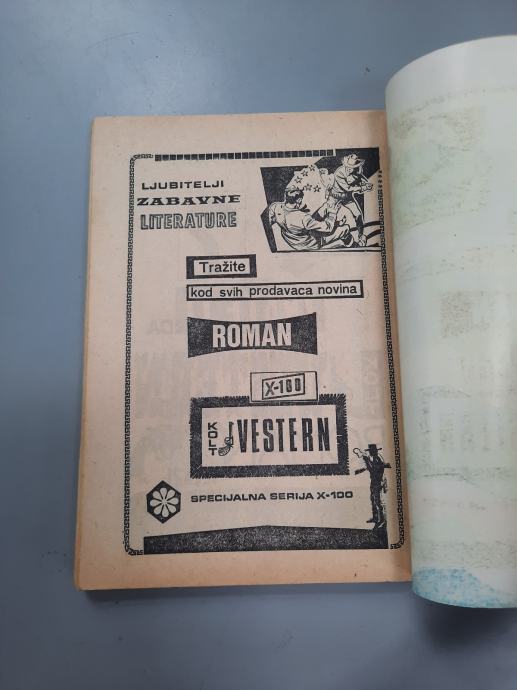 LJUBITELJI
ZABAVNE
LITERATURE
Tražite
kod svih prodavaca novina
ROMAN
X-100
KOLT VESTERN
SPECIJALNA SERIJA X-100